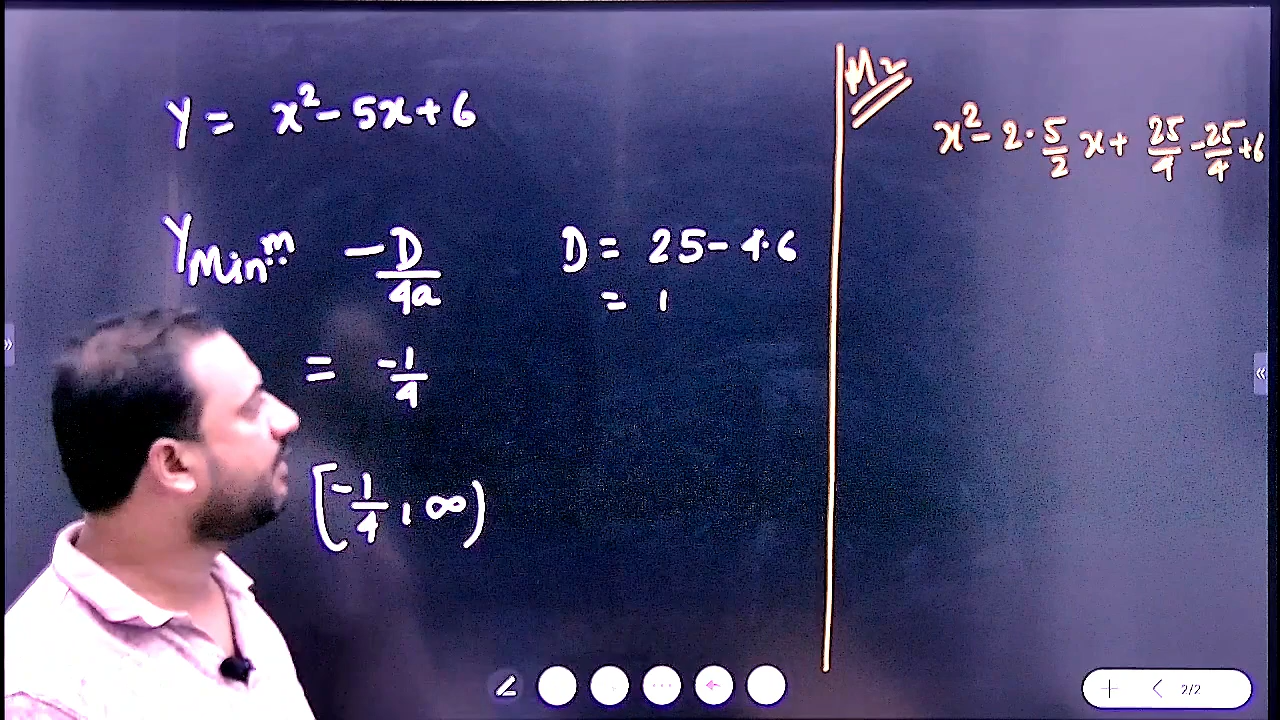 Y = x² - 5x + 6
Y Minᵐ -D/4a D = 25 - 4·6
= 1
= -1/4
[-1/4, ∞)
M₂
x² - 2·5/2 x + 25/4 - 25/4 + 6
2/2